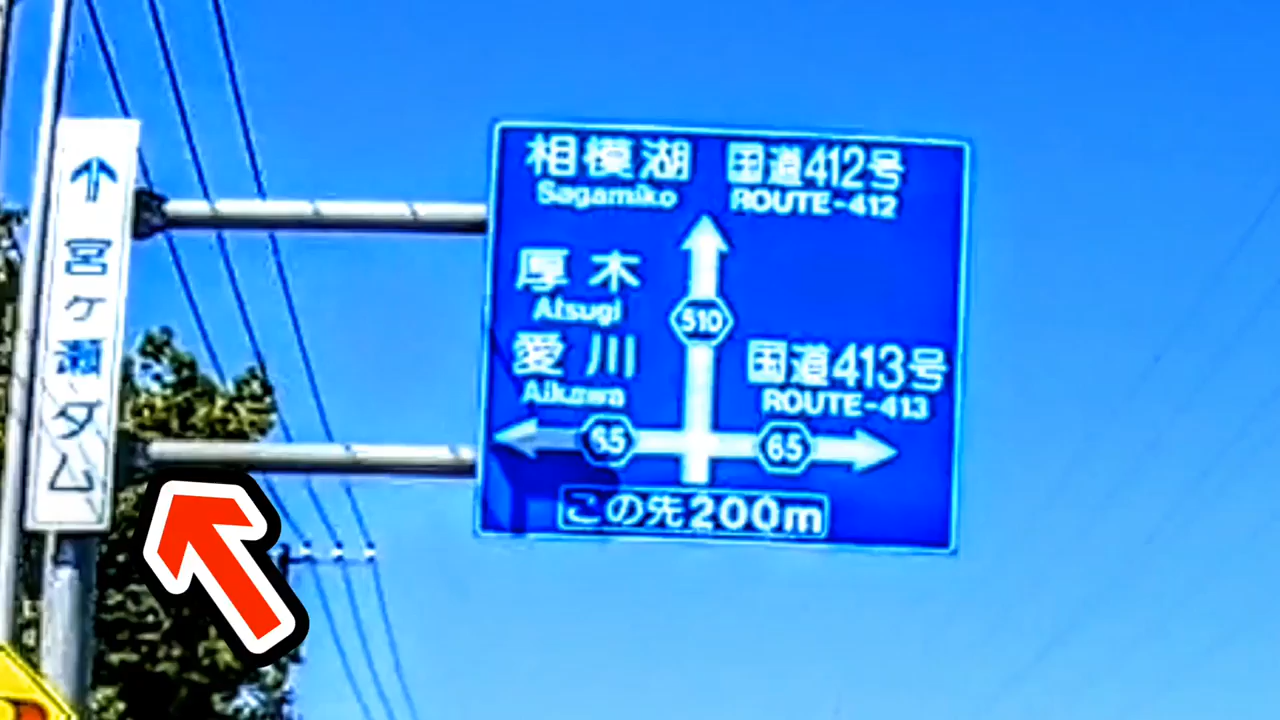 ↑宮ヶ瀬ダム
相模湖 国道412号
Sagamiko ROUTE-412
厚木
Atsugi
510
愛川 国道413号
Aikawa ROUTE-413
65 65
この先200m